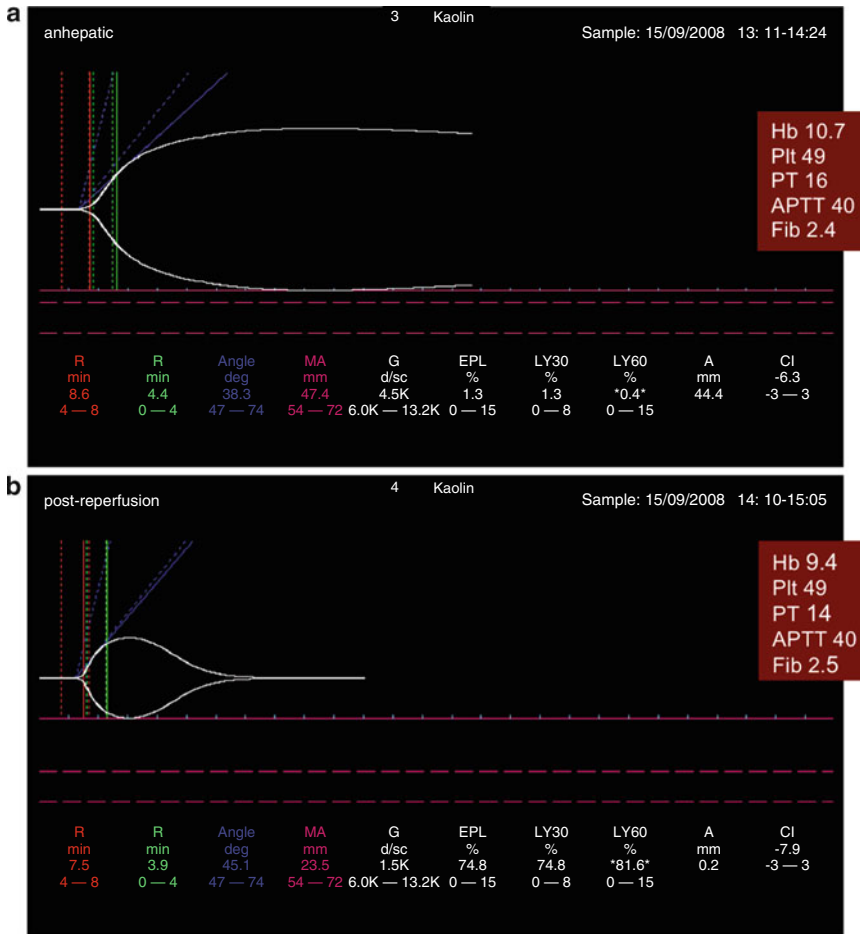 a
3 Kaolin
anhepatic
Sample: 15/09/2008 13: 11-14:24
Hb 10.7
Plt 49
PT 16
APTT 40
Fib 2.4
R R Angle MA G EPL LY30 LY60 A CI
min min deg mm d/sc % % % mm -6.3
8.6 4.4 38.3 47.4 4.5K 1.3 1.3 *0.4* 44.4 -3 — 3
4 — 8 0 — 4 47 — 74 54 — 72 6.0K — 13.2K 0 — 15 0 — 8 0 — 15
b
4 Kaolin
post-reperfusion
Sample: 15/09/2008 14: 10-15:05
Hb 9.4
Plt 49
PT 14
APTT 40
Fib 2.5
R R Angle MA G EPL LY30 LY60 A CI
min min deg mm d/sc % % % mm -7.9
7.5 3.9 45.1 23.5 1.5K 74.8 74.8 *81.6* 0.2 -3 — 3
4 — 8 0 — 4 47 — 74 54 — 72 6.0K — 13.2K 0 — 15 0 — 8 0 — 15